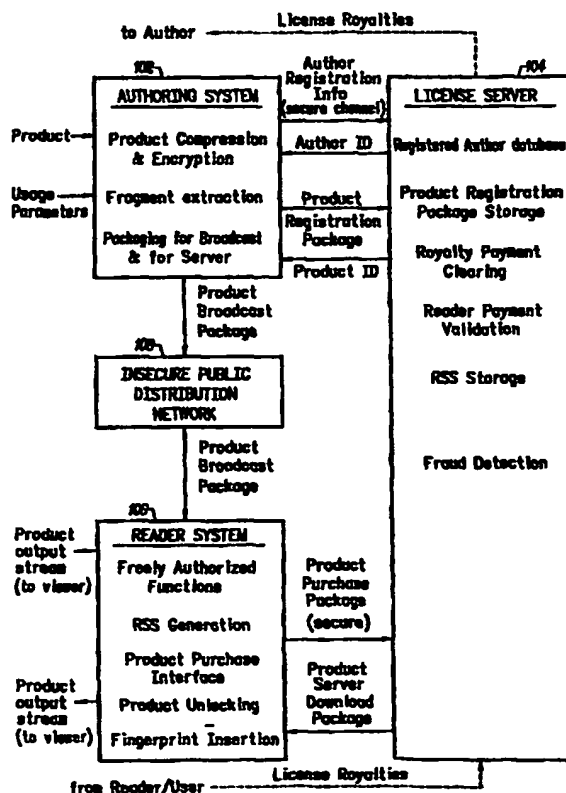 License Royalties
to Author
102
AUTHORING SYSTEM
Product Compression
& Encryption
Fragment extraction
Packaging for Broadcast
& for Server
Product
Usage
Parameters
Author
Registration
Info
(secure channel)
Author ID
Product
Registration
Package
Product ID
104
LICENSE SERVER
Registered Author database
Product Registration
Package Storage
Royalty Payment
Clearing
Reader Payment
Validation
RSS Storage
Fraud Detection
Product
Broadcast
Package
108
INSECURE PUBLIC
DISTRIBUTION
NETWORK
Product
Broadcast
Package
106
READER SYSTEM
Freely Authorized
Functions
RSS Generation
Product Purchase
Interface
Product Unlocking
Fingerprint Insertion
Product
output
stream
(to viewer)
Product
output
stream
(to viewer)
Product
Purchase
Package
(secure)
Product
Server
Download
Package
License Royalties
from Reader/User